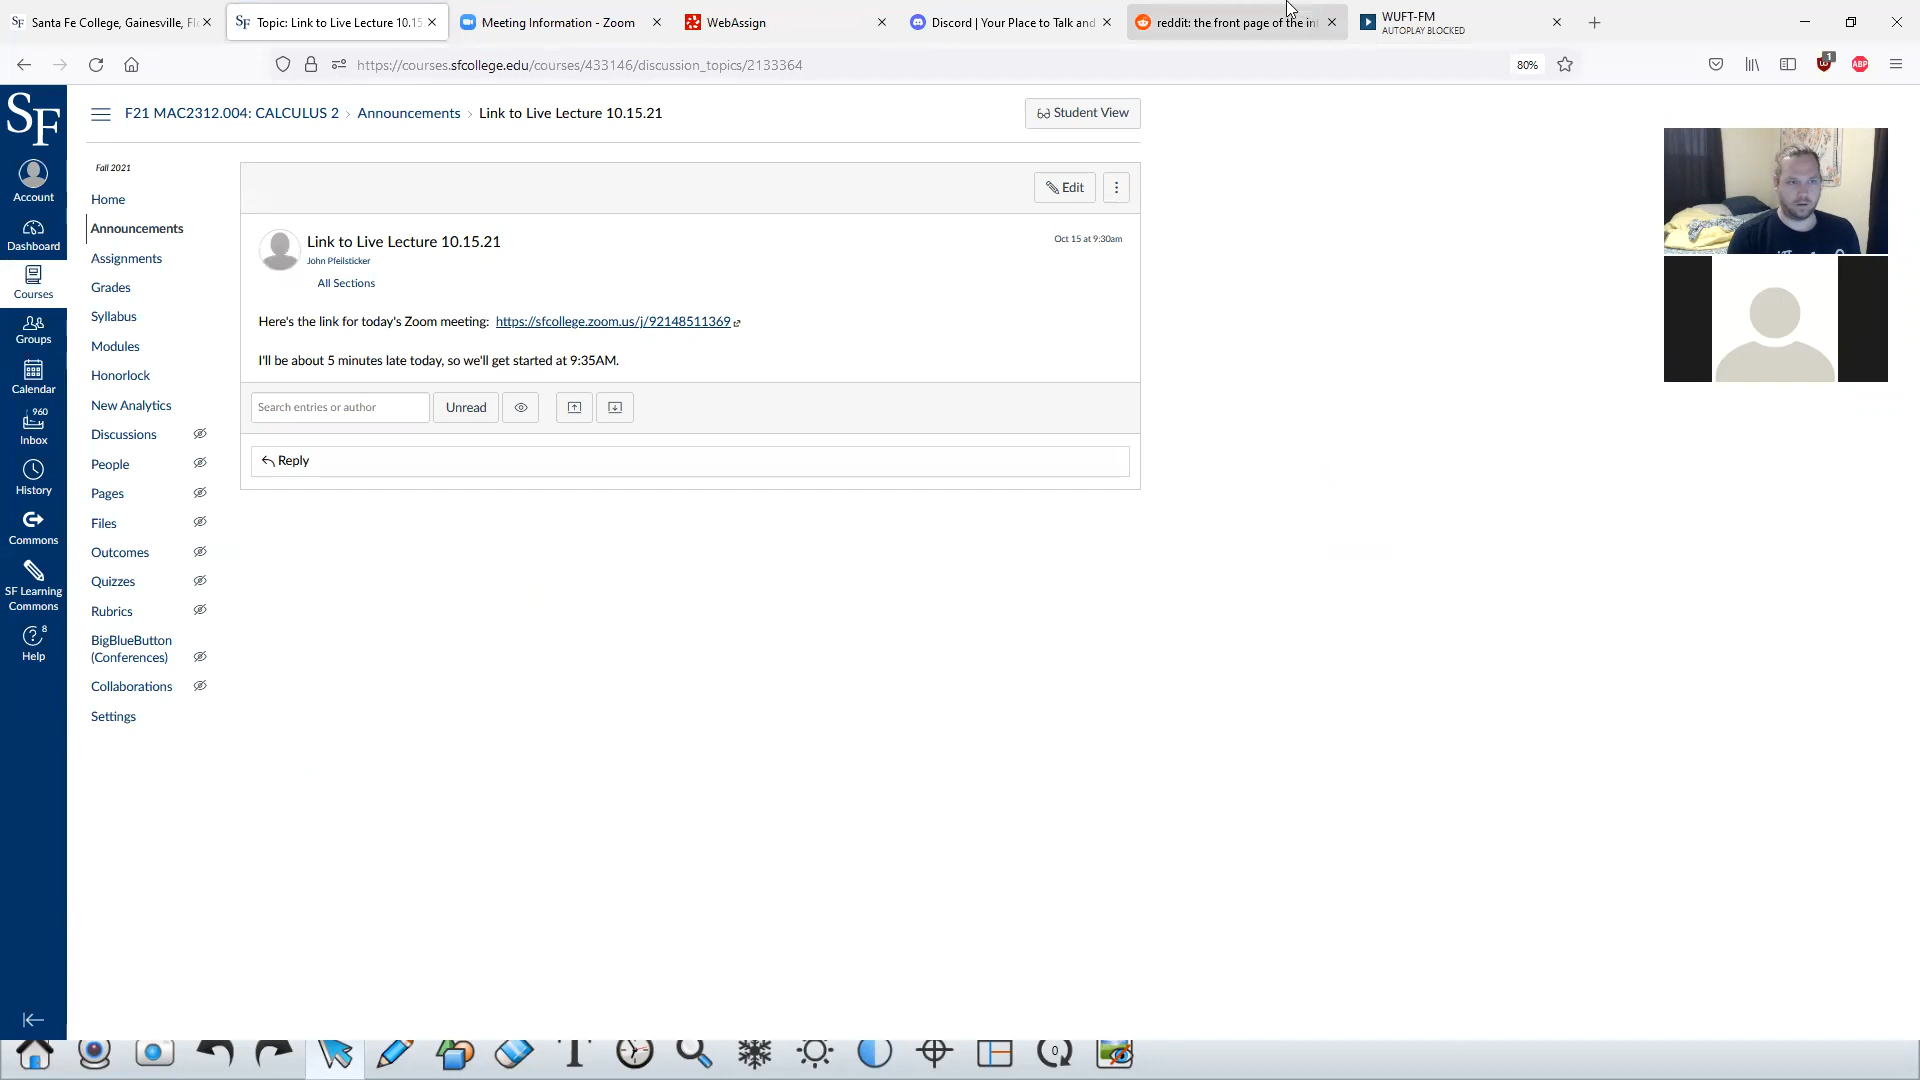 Santa Fe College, Gainesville, Fl
Topic: Link to Live Lecture 10.15
Meeting Information - Zoom
WebAssign
Discord | Your Place to Talk and
reddit: the front page of the in
WUFT-FM
AUTOPLAY BLOCKED
https://courses.sfcollege.edu/courses/433146/discussion_topics/2133364
80%
1
ABP
SF
F21 MAC2312.004: CALCULUS 2 › Announcements › Link to Live Lecture 10.15.21
Student View
Account
Dashboard
Courses
Groups
Calendar
960
Inbox
History
Commons
SF Learning
Commons
8
Help
Fall 2021
Home
Announcements
Assignments
Grades
Syllabus
Modules
Honorlock
New Analytics
Discussions
People
Pages
Files
Outcomes
Quizzes
Rubrics
BigBlueButton
(Conferences)
Collaborations
Settings
Edit
Link to Live Lecture 10.15.21
Oct 15 at 9:30am
John Pfeilsticker
All Sections
Here's the link for today's Zoom meeting: https://sfcollege.zoom.us/j/92148511369
I'll be about 5 minutes late today, so we'll get started at 9:35AM.
Search entries or author
Unread
Reply
T
0